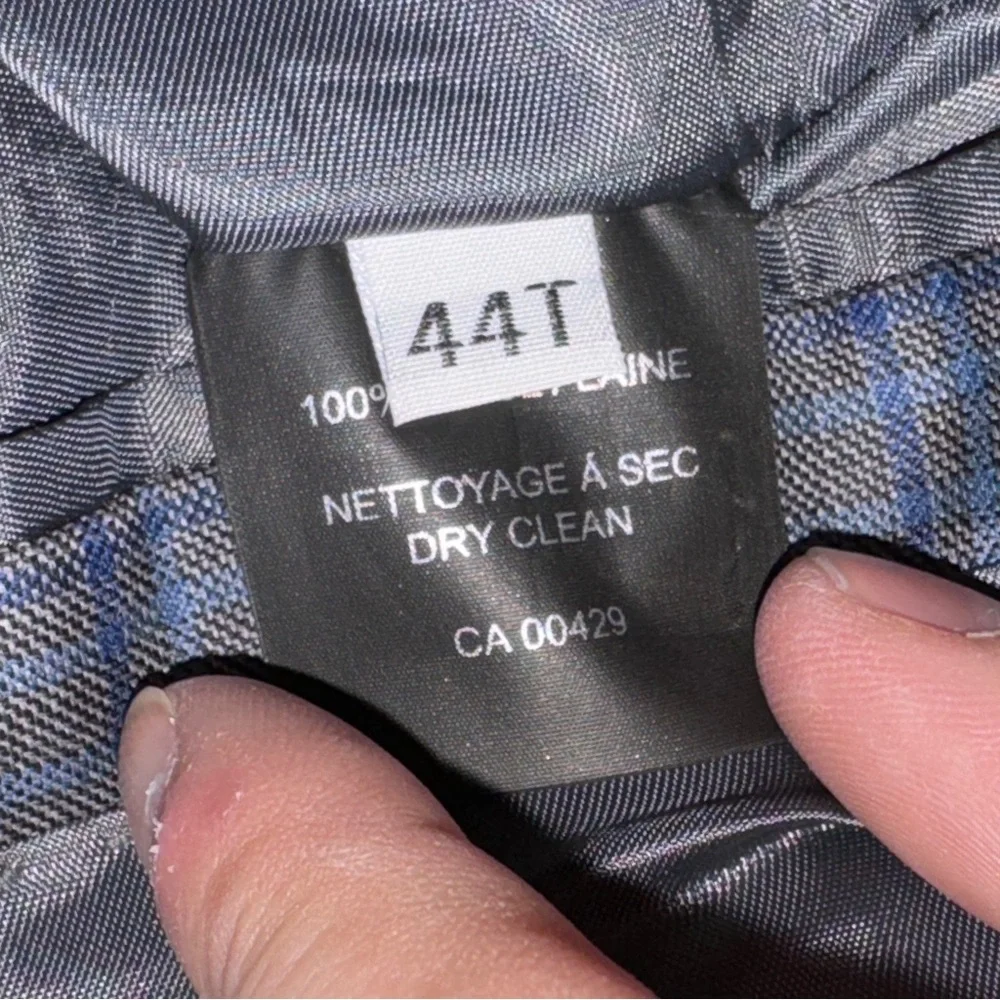 44T
100% LAINE
NETTOYAGE À SEC
DRY CLEAN
CA 00429